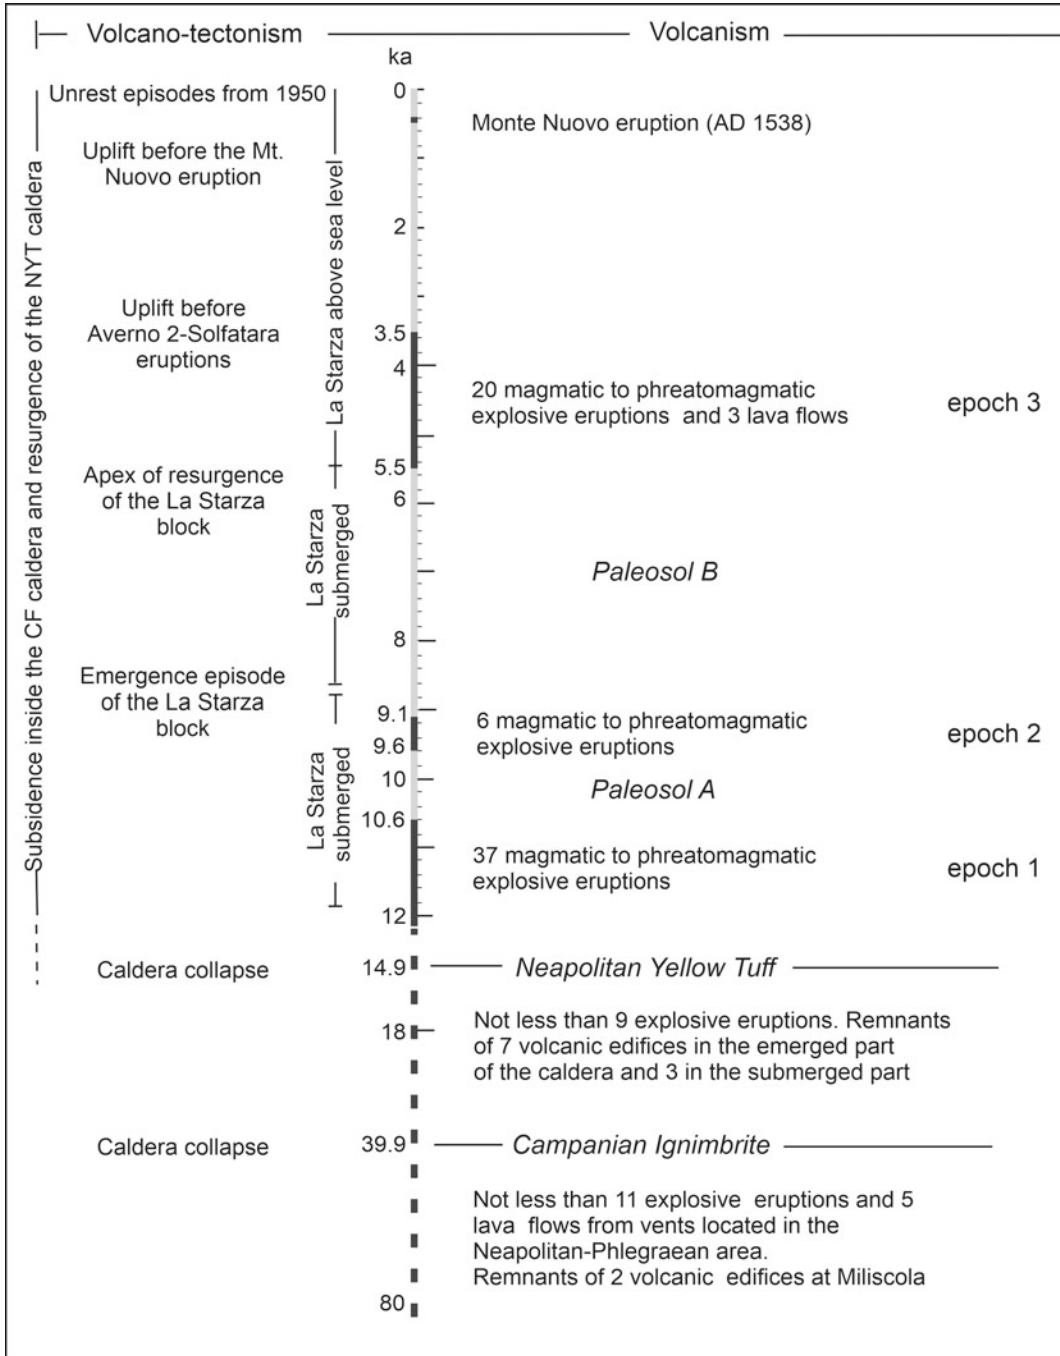 Volcano-tectonism
Volcanism
ka
Unrest episodes from 1950
0
Monte Nuovo eruption (AD 1538)
Uplift before the Mt.
Nuovo eruption
2
Uplift before
Averno 2-Solfatara
eruptions
3.5
4
20 magmatic to phreatomagmatic
explosive eruptions and 3 lava flows
epoch 3
La Starza above sea level
5.5
Apex of resurgence
of the La Starza
block
6
La Starza
submerged
Paleosol B
8
Emergence episode
of the La Starza
block
9.1
9.6
6 magmatic to phreatomagmatic
explosive eruptions
epoch 2
La Starza
submerged
10
Paleosol A
10.6
37 magmatic to phreatomagmatic
explosive eruptions
epoch 1
12
Subsidence inside the CF caldera and resurgence of the NYT caldera
Caldera collapse
14.9
Neapolitan Yellow Tuff
18
Not less than 9 explosive eruptions. Remnants
of 7 volcanic edifices in the emerged part
of the caldera and 3 in the submerged part
Caldera collapse
39.9
Campanian Ignimbrite
Not less than 11 explosive eruptions and 5
lava flows from vents located in the
Neapolitan-Phlegraean area.
Remnants of 2 volcanic edifices at Miliscola
80